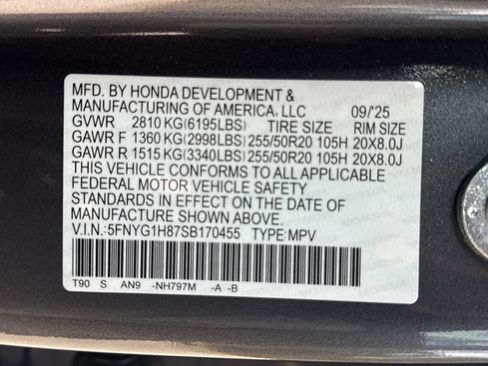 MFD. BY HONDA DEVELOPMENT &
MANUFACTURING OF AMERICA, LLC 09/'25
GVWR 2810 KG(6195LBS) TIRE SIZE RIM SIZE
GAWR F 1360 KG(2998LBS) 255/50R20 105H 20X8.0J
GAWR R 1515 KG(3340LBS) 255/50R20 105H 20X8.0J
THIS VEHICLE CONFORMS TO ALL APPLICABLE
FEDERAL MOTOR VEHICLE SAFETY
STANDARDS IN EFFECT ON THE DATE OF
MANUFACTURE SHOWN ABOVE.
V.I.N.:5FNYG1H87SB170455 TYPE:MPV
T90 S AN9 -NH797M -A -B